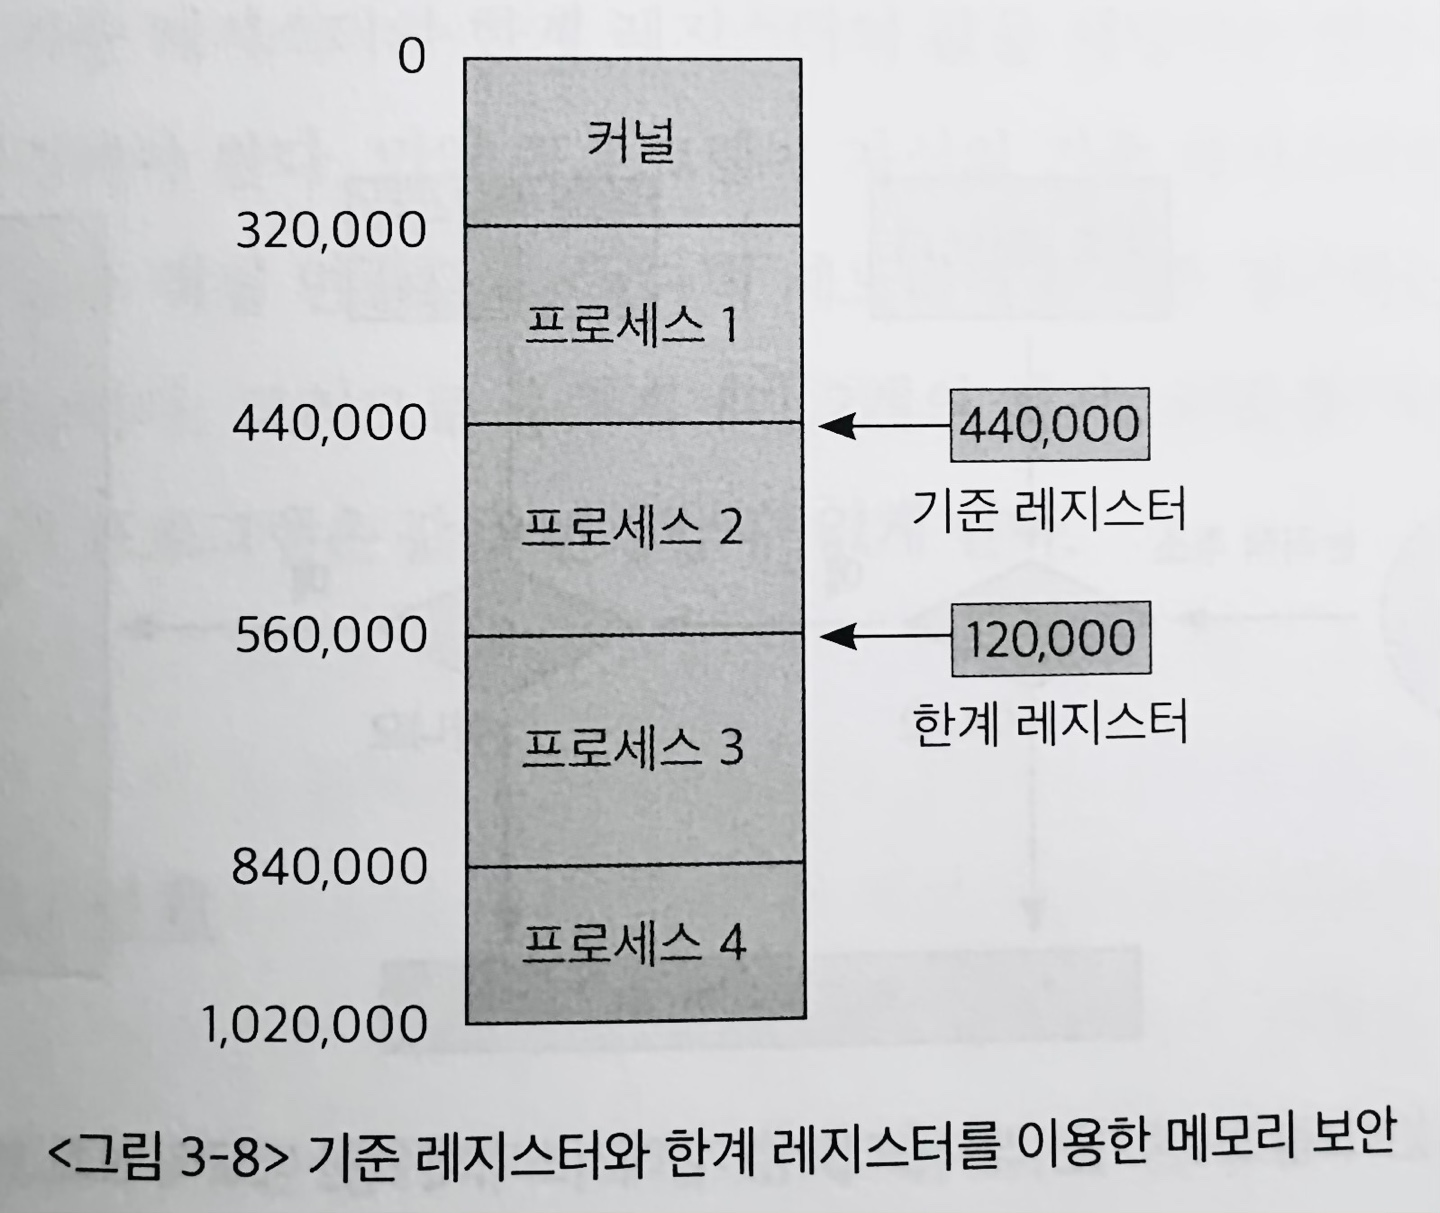 0
커널
320,000
프로세스 1
440,000
440,000
기준 레지스터
프로세스 2
560,000
120,000
한계 레지스터
프로세스 3
840,000
프로세스 4
1,020,000
<그림 3-8> 기준 레지스터와 한계 레지스터를 이용한 메모리 보안